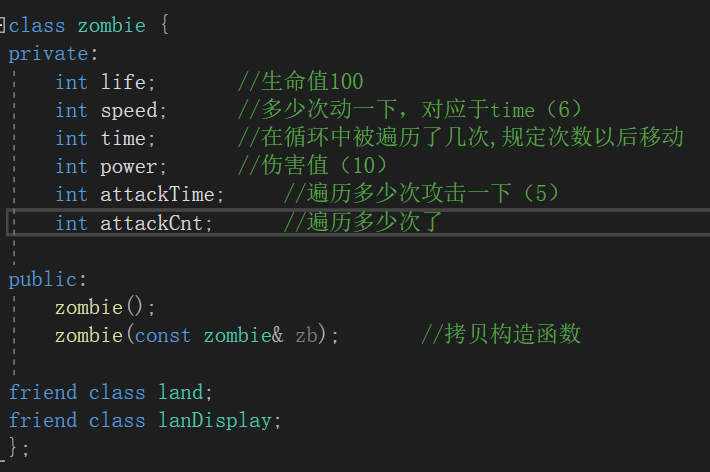 class zombie {
private:
int life; //生命值100
int speed; //多少次动一下，对应于time（6）
int time; //在循环中被遍历了几次,规定次数以后移动
int power; //伤害值（10）
int attackTime; //遍历多少次攻击一下（5）
int attackCnt; //遍历多少次了
public:
zombie();
zombie(const zombie& zb); //拷贝构造函数
friend class land;
friend class lanDisplay;
};